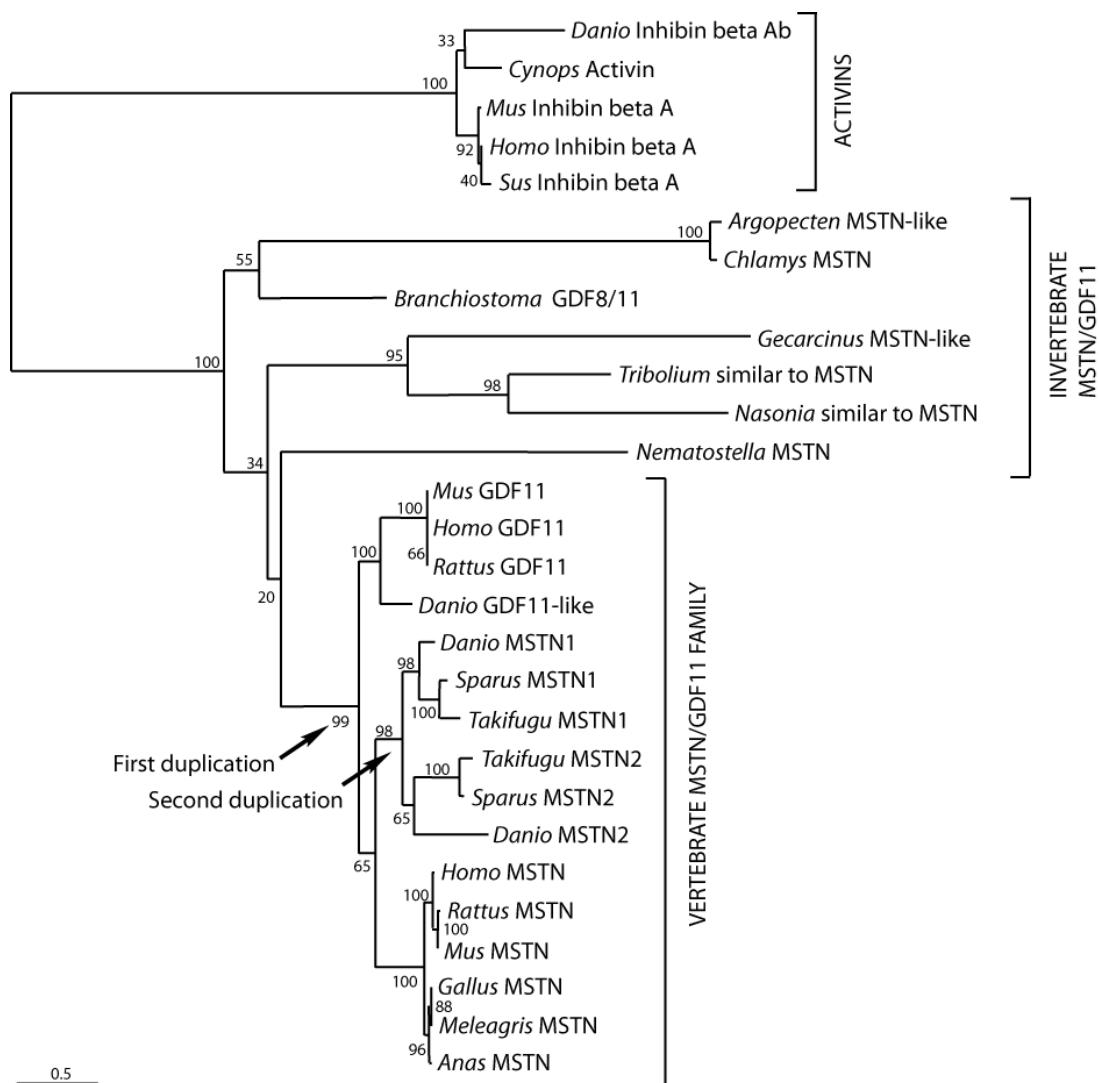 Danio Inhibin beta Ab
33
Cynops Activin
100
Mus Inhibin beta A
92
Homo Inhibin beta A
40
Sus Inhibin beta A
ACTIVINS
Argopecten MSTN-like
100
Chlamys MSTN
55
Branchiostoma GDF8/11
Gecarcinus MSTN-like
95
100
Tribolium similar to MSTN
98
Nasonia similar to MSTN
34
Nematostella MSTN
INVERTEBRATE
MSTN/GDF11
Mus GDF11
100
Homo GDF11
66
100
Rattus GDF11
20
Danio GDF11-like
Danio MSTN1
98
Sparus MSTN1
100
Takifugu MSTN1
99
98
First duplication
Takifugu MSTN2
100
Second duplication
Sparus MSTN2
65
Danio MSTN2
65
Homo MSTN
100
Rattus MSTN
100
Mus MSTN
100
Gallus MSTN
88
Meleagris MSTN
96
Anas MSTN
VERTEBRATE MSTN/GDF11 FAMILY
0.5